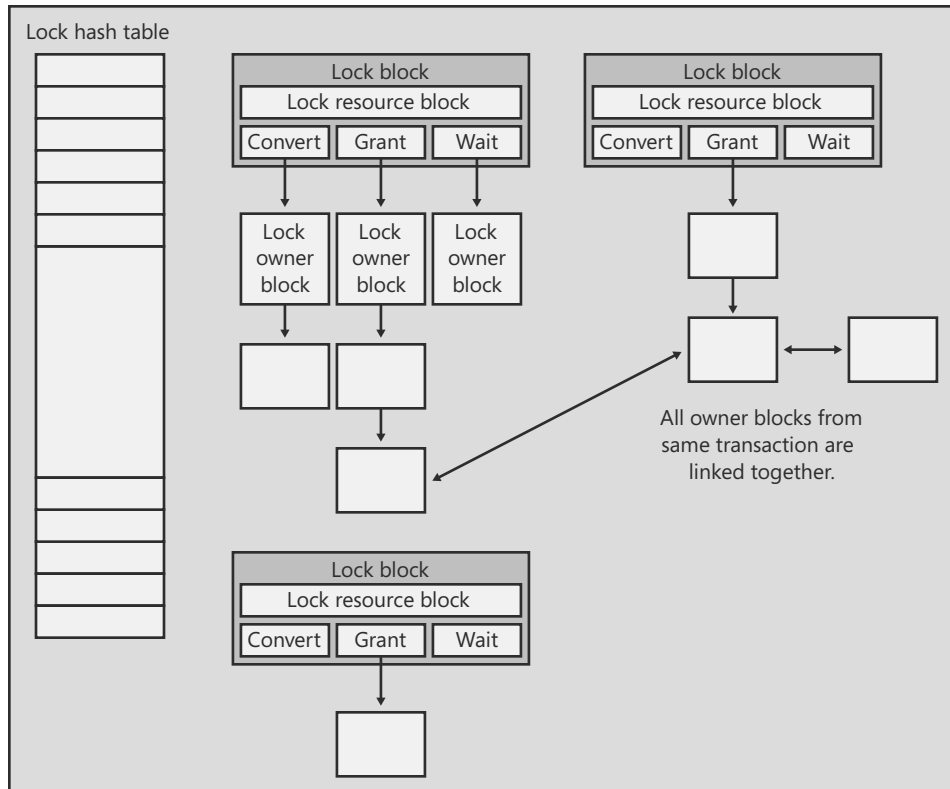 Lock hash table
Lock block
Lock resource block
Convert
Grant
Wait
Lock
owner
block
Lock
owner
block
Lock
owner
block
Lock block
Lock resource block
Convert
Grant
Wait
All owner blocks from
same transaction are
linked together.
Lock block
Lock resource block
Convert
Grant
Wait